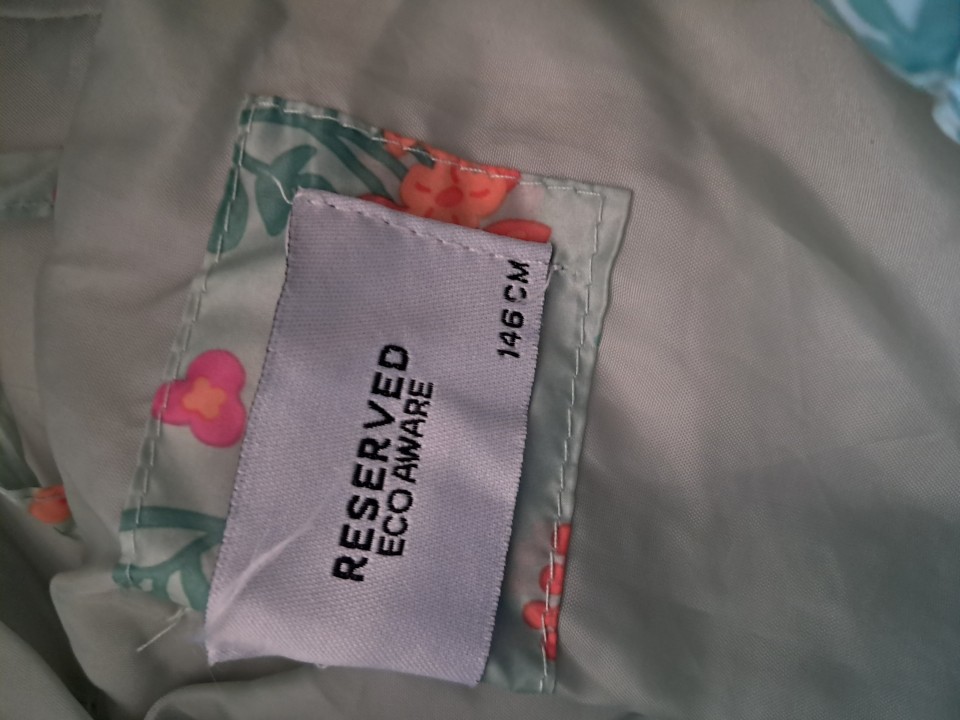 RESERVED
ECO AWARE
146 CM